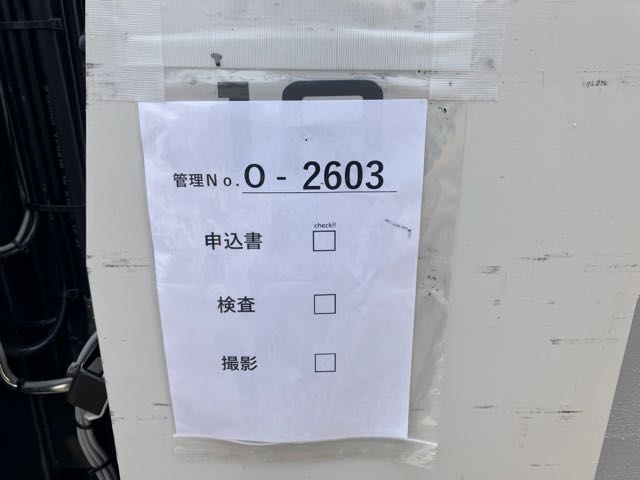 管理No. O - 2603
check!!
申込書 □
検査 □
撮影 □